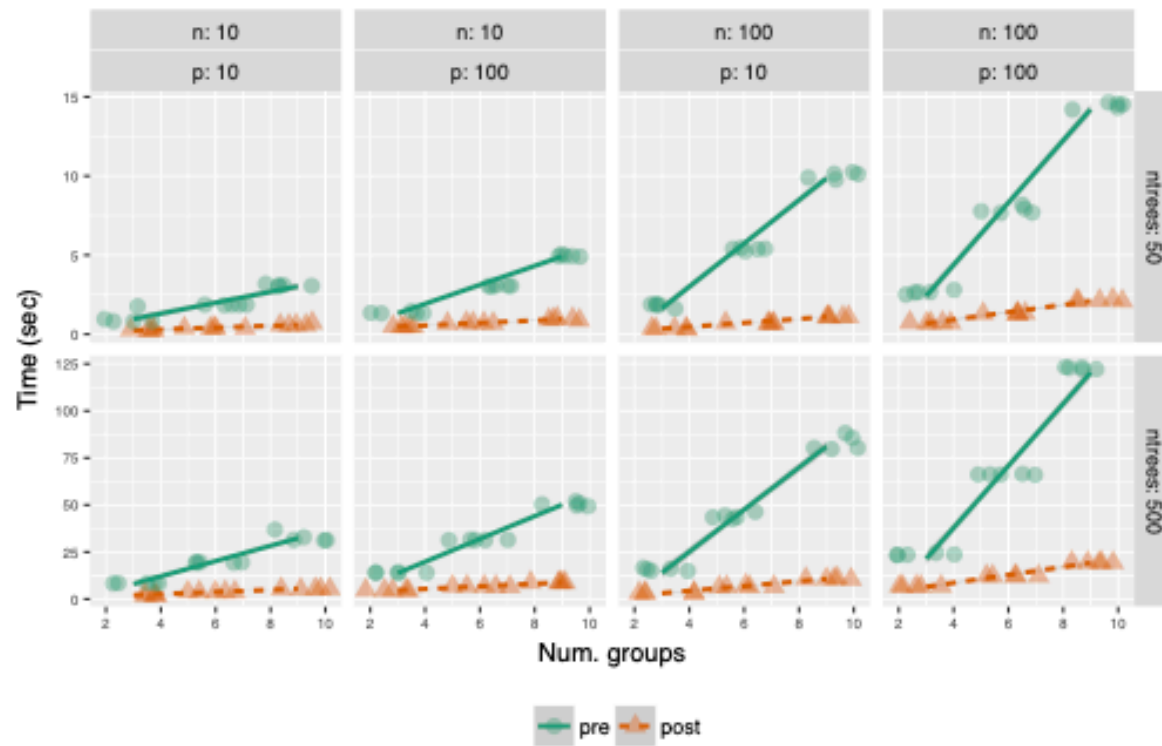 n: 10 n: 10 n: 100 n: 100
p: 10 p: 100 p: 10 p: 100
15
10
5
0
ntrees: 50
Time (sec)
125
100
75
50
25
0
ntrees: 500
2 4 6 8 10 2 4 6 8 10 2 4 6 8 10 2 4 6 8 10
Num. groups
pre post